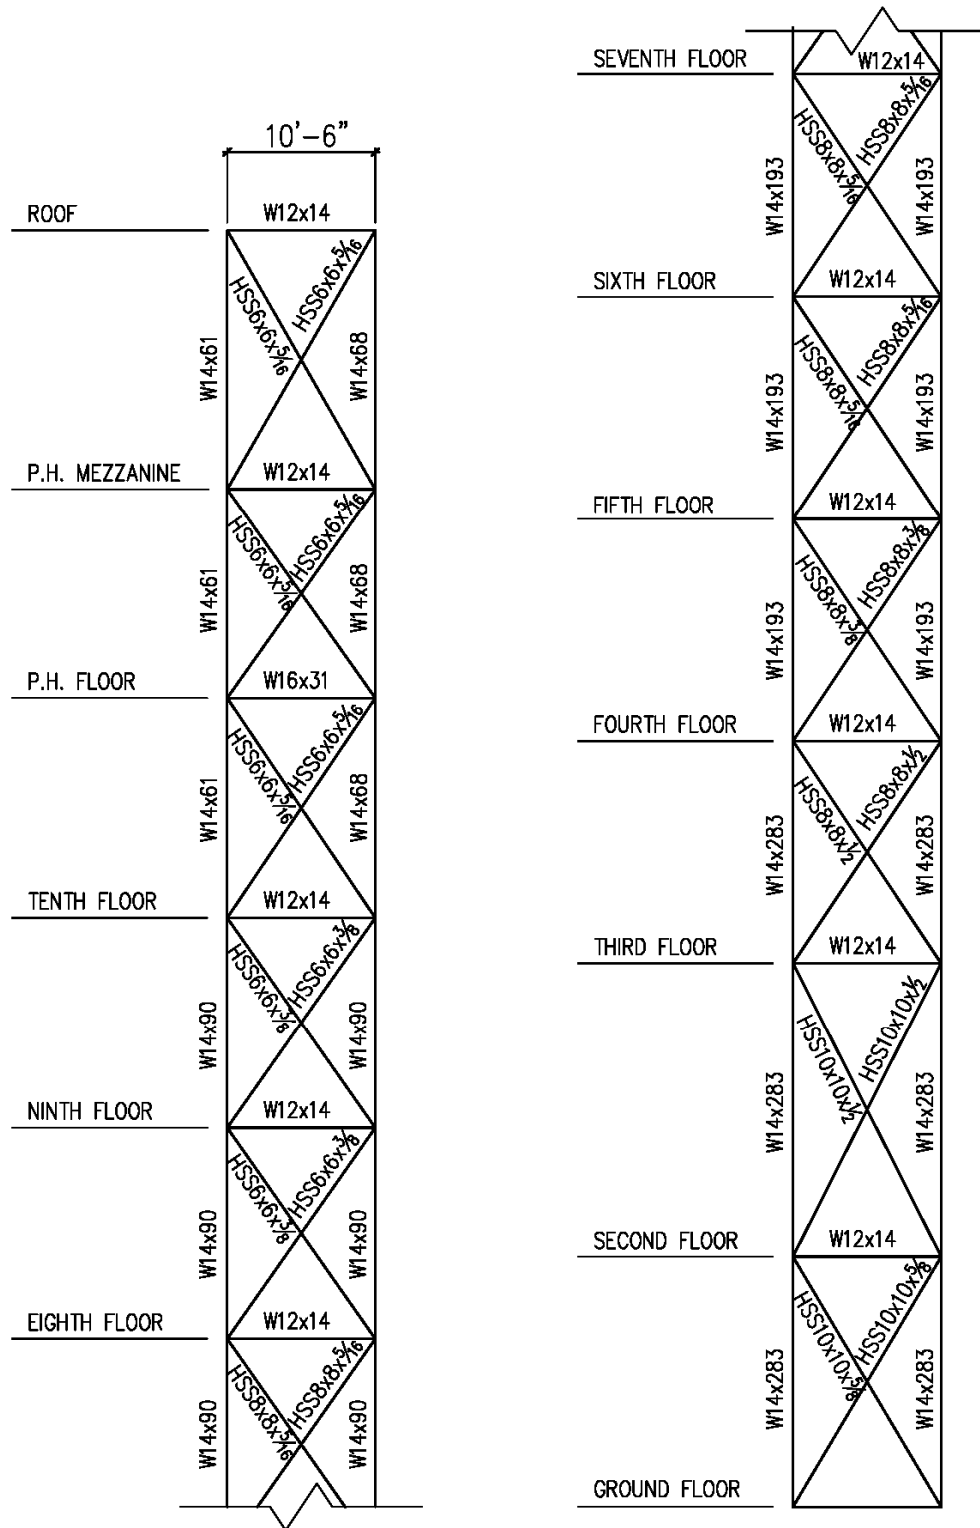 10'-6"
ROOF
W12x14
HSS6x6x5/16
HSS6x6x5/16
W14x61
W14x68
P.H. MEZZANINE
W12x14
HSS6x6x5/16
HSS6x6x5/16
W14x61
W14x68
P.H. FLOOR
W16x31
HSS6x6x5/16
HSS6x6x5/16
W14x61
W14x68
TENTH FLOOR
W12x14
HSS6x6x3/8
HSS6x6x3/8
W14x90
W14x90
NINTH FLOOR
W12x14
HSS6x6x3/8
HSS6x6x3/8
W14x90
W14x90
EIGHTH FLOOR
W12x14
HSS8x8x5/16
HSS8x8x5/16
W14x90
W14x90
SEVENTH FLOOR
W12x14
HSS8x8x5/16
HSS8x8x5/16
W14x193
W14x193
SIXTH FLOOR
W12x14
HSS8x8x5/16
HSS8x8x5/16
W14x193
W14x193
FIFTH FLOOR
W12x14
HSS8x8x3/8
HSS8x8x3/8
W14x193
W14x193
FOURTH FLOOR
W12x14
HSS8x8x1/2
HSS8x8x1/2
W14x283
W14x283
THIRD FLOOR
W12x14
HSS10x10x1/2
HSS10x10x1/2
W14x283
W14x283
SECOND FLOOR
W12x14
HSS10x10x5/8
HSS10x10x5/8
W14x283
W14x283
GROUND FLOOR